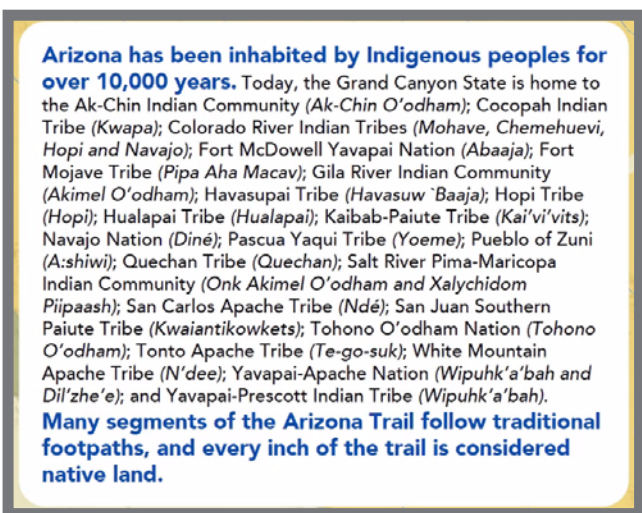 Arizona has been inhabited by Indigenous peoples for
over 10,000 years. Today, the Grand Canyon State is home to
the Ak-Chin Indian Community (Ak-Chin O’odham); Cocopah Indian
Tribe (Kwapa); Colorado River Indian Tribes (Mohave, Chemehuevi,
Hopi and Navajo); Fort McDowell Yavapai Nation (Abaaja); Fort
Mojave Tribe (Pipa Aha Macav); Gila River Indian Community
(Akimel O’odham); Havasupai Tribe (Havasuw `Baaja); Hopi Tribe
(Hopi); Hualapai Tribe (Hualapai); Kaibab-Paiute Tribe (Kai’vi’vits);
Navajo Nation (Diné); Pascua Yaqui Tribe (Yoeme); Pueblo of Zuni
(A:shiwi); Quechan Tribe (Quechan); Salt River Pima-Maricopa
Indian Community (Onk Akimel O’odham and Xalychidom
Piipaash); San Carlos Apache Tribe (Ndé); San Juan Southern
Paiute Tribe (Kwaiantikowkets); Tohono O’odham Nation (Tohono
O’odham); Tonto Apache Tribe (Te-go-suk); White Mountain
Apache Tribe (N’dee); Yavapai-Apache Nation (Wipuhk’a’bah and
Dil’zhe’e); and Yavapai-Prescott Indian Tribe (Wipuhk’a’bah).
Many segments of the Arizona Trail follow traditional
footpaths, and every inch of the trail is considered
native land.